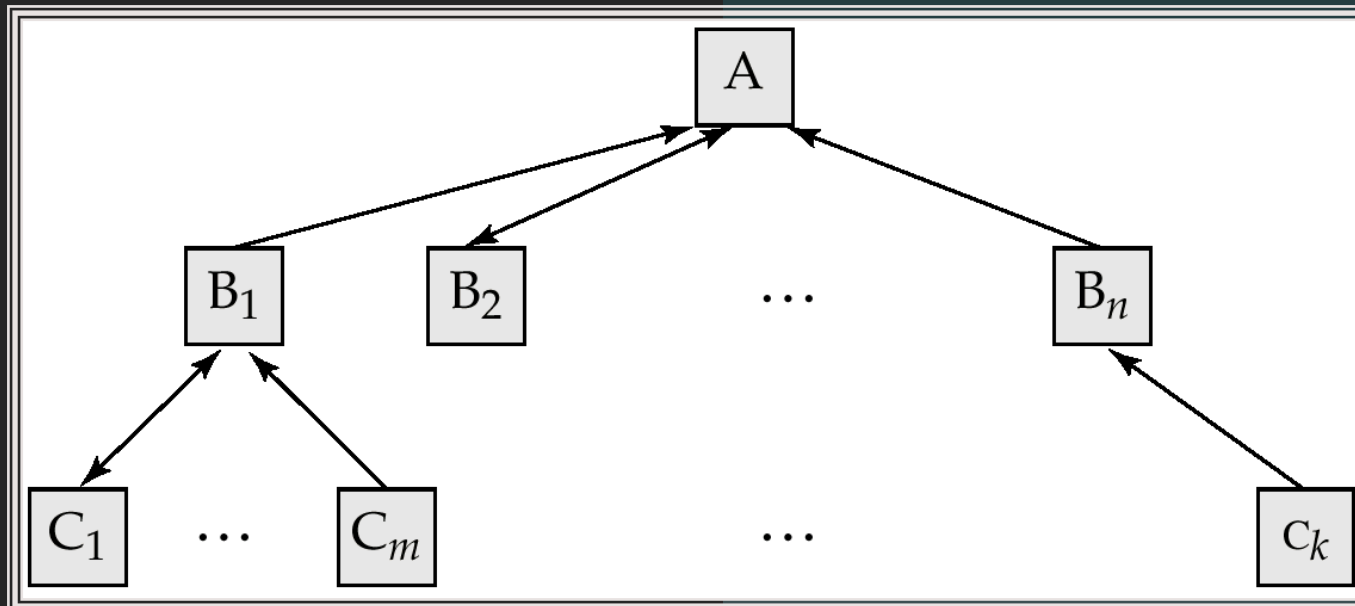 A
B₁ B₂ … Bₙ
C₁ … Cₘ … Cₖ